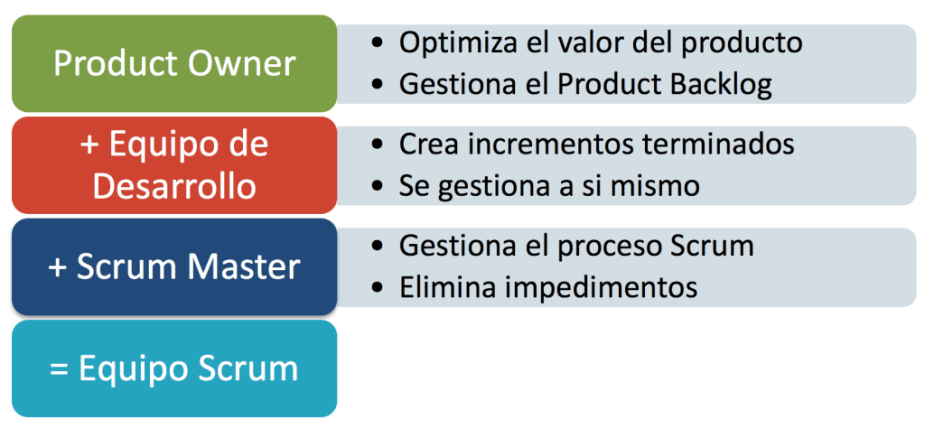 Product Owner
• Optimiza el valor del producto
• Gestiona el Product Backlog
+ Equipo de
Desarrollo
• Crea incrementos terminados
• Se gestiona a si mismo
+ Scrum Master
• Gestiona el proceso Scrum
• Elimina impedimentos
= Equipo Scrum